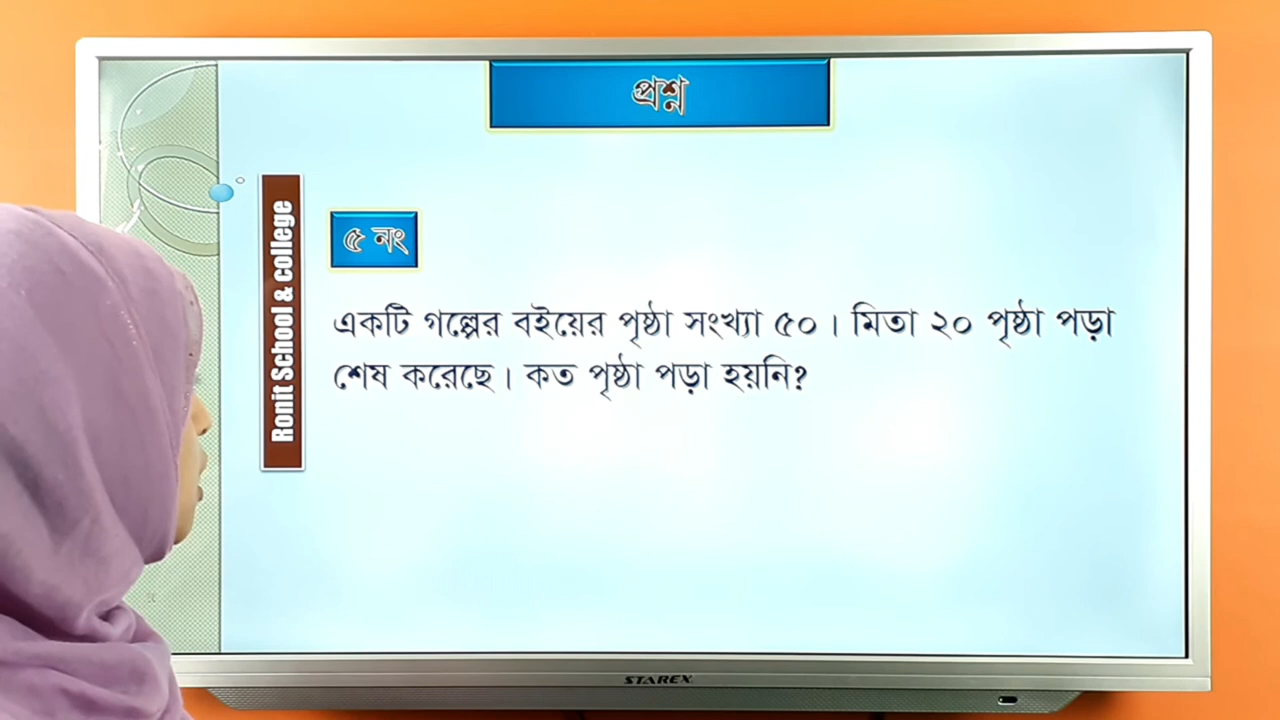 প্রশ্ন
৫ নং
Ronit School & college
একটি গল্পের বইয়ের পৃষ্ঠা সংখ্যা ৫০। মিতা ২০ পৃষ্ঠা পড়া
শেষ করেছে। কত পৃষ্ঠা পড়া হয়নি?
STAREX